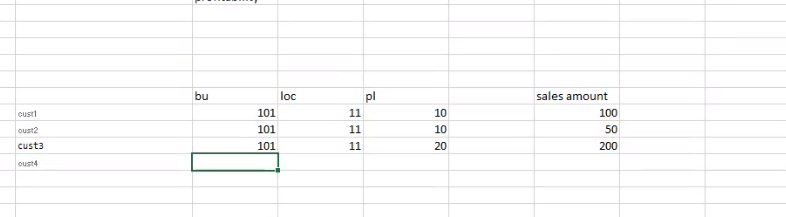 bu loc pl sales amount
cust1 101 11 10 100
cust2 101 11 10 50
cust3 101 11 20 200
cust4